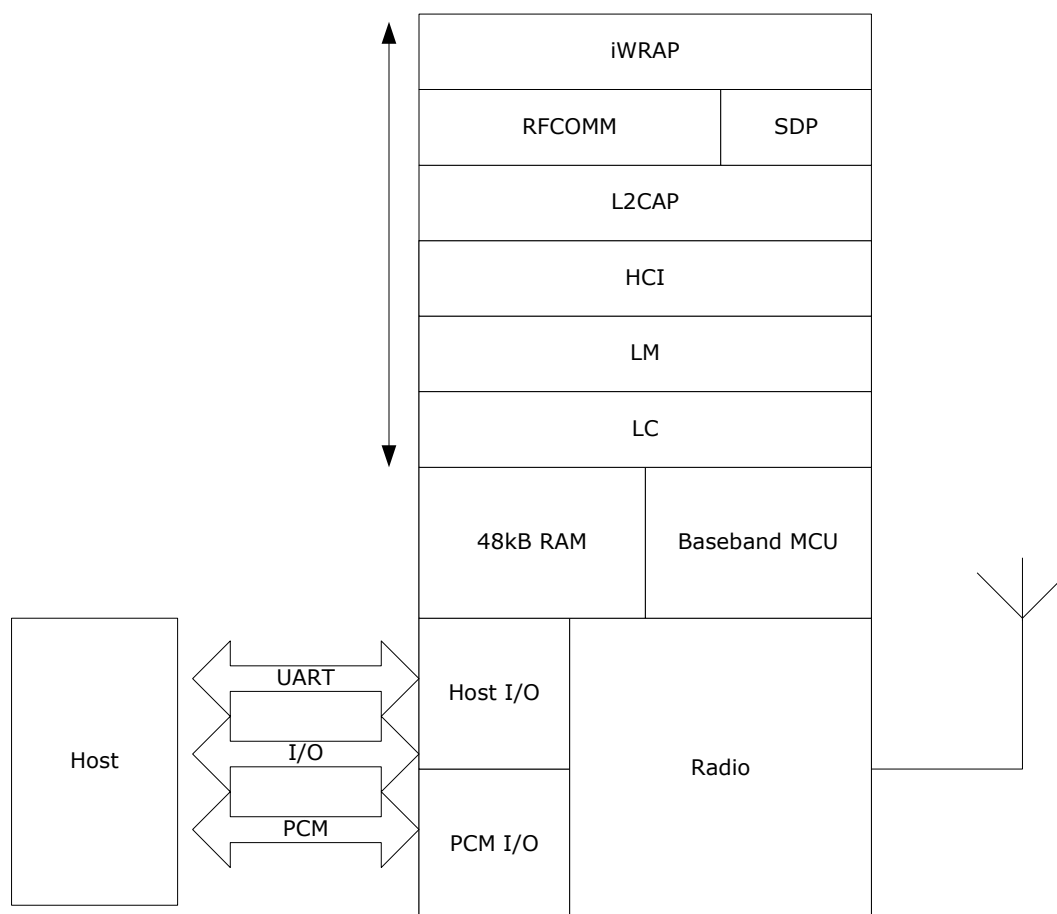 iWRAP
RFCOMM
SDP
L2CAP
HCI
LM
LC
48kB RAM
Baseband MCU
UART
Host I/O
Host
I/O
Radio
PCM
PCM I/O